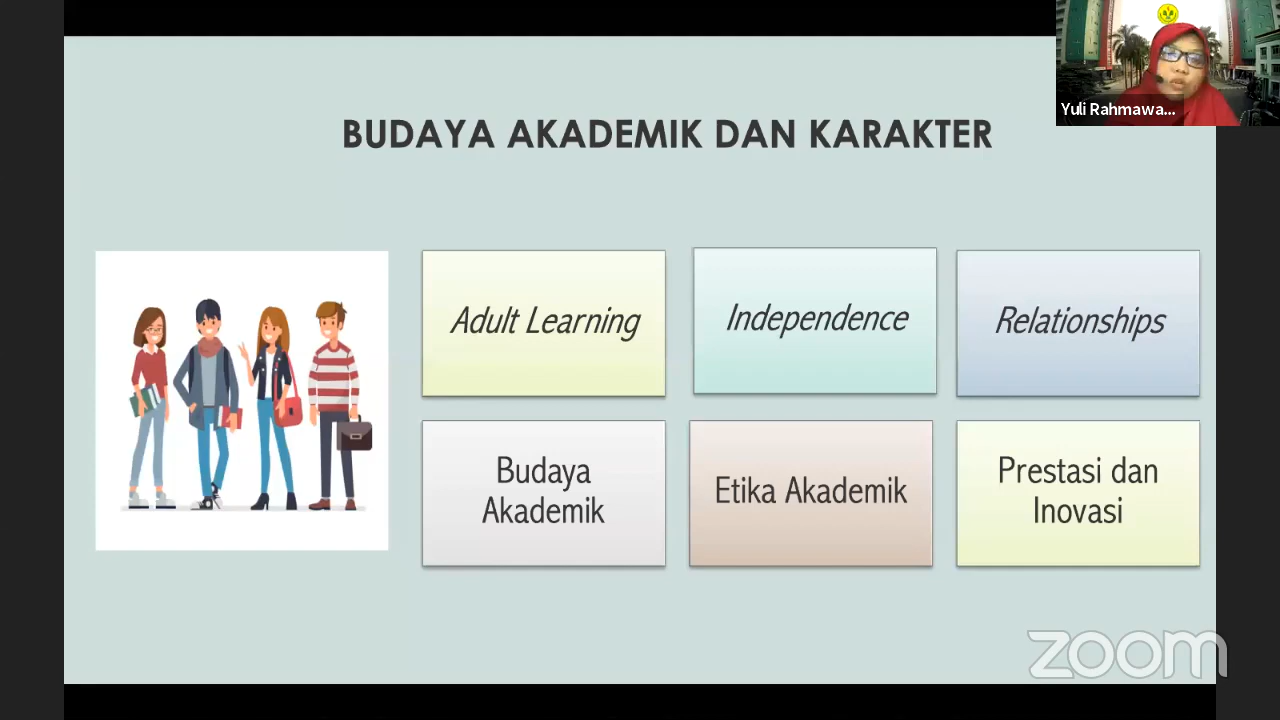 Yuli Rahmawa...
BUDAYA AKADEMIK DAN KARAKTER
Adult Learning
Independence
Relationships
Budaya
Akademik
Etika Akademik
Prestasi dan
Inovasi
zoom